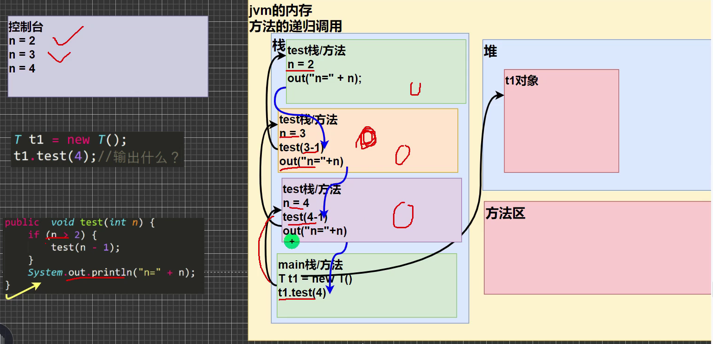 控制台
n = 2
n = 3
n = 4
T t1 = new T();
t1.test(4);//输出什么？
public void test(int n) {
if (n > 2) {
test(n - 1);
}
System.out.println("n=" + n);
}
jvm的内存
方法的递归调用
栈
test栈/方法
n = 2
out("n=" + n);
test栈/方法
n = 3
test(3-1)
out("n="+n)
test栈/方法
n = 4
test(4-1)
out("n="+n)
main栈/方法
T t1 = new T()
t1.test(4)
堆
t1对象
方法区